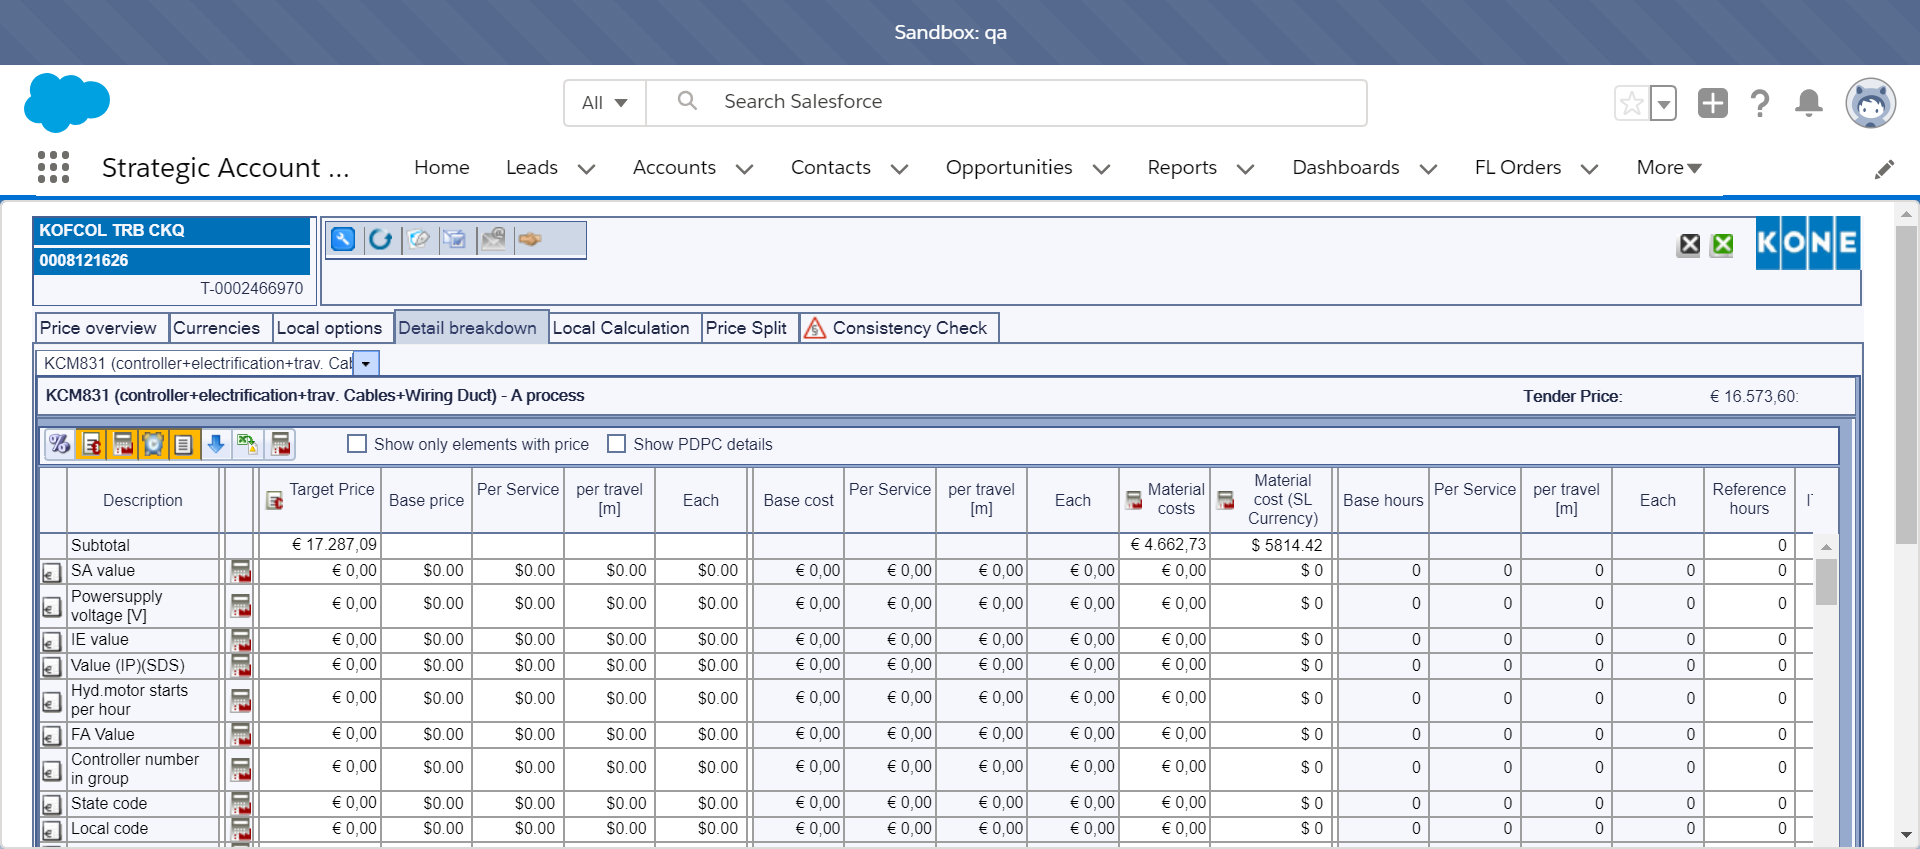 Sandbox: qa
All
Search Salesforce
Strategic Account ...
Home
Leads
Accounts
Contacts
Opportunities
Reports
Dashboards
FL Orders
More
KOFCOL TRB CKQ
0008121626
T-0002466970
KONE
Price overview
Currencies
Local options
Detail breakdown
Local Calculation
Price Split
Consistency Check
KCM831 (controller+electrification+trav. Cal
KCM831 (controller+electrification+trav. Cables+Wiring Duct) - A process
Tender Price:
€ 16.573,60:
Show only elements with price
Show PDPC details
Description
Target Price
Base price
Per Service
per travel [m]
Each
Base cost
Per Service
per travel [m]
Each
Material costs
Material cost (SL Currency)
Base hours
Per Service
per travel [m]
Each
Reference hours
Subtotal € 17.287,09 € 4.662,73 $ 5814.42 0
SA value € 0,00 $0.00 $0.00 $0.00 $0.00 € 0,00 € 0,00 € 0,00 € 0,00 € 0,00 $ 0 0 0 0 0 0
Powersupply voltage [V] € 0,00 $0.00 $0.00 $0.00 $0.00 € 0,00 € 0,00 € 0,00 € 0,00 € 0,00 $ 0 0 0 0 0 0
IE value € 0,00 $0.00 $0.00 $0.00 $0.00 € 0,00 € 0,00 € 0,00 € 0,00 € 0,00 $ 0 0 0 0 0 0
Value (IP)(SDS) € 0,00 $0.00 $0.00 $0.00 $0.00 € 0,00 € 0,00 € 0,00 € 0,00 € 0,00 $ 0 0 0 0 0 0
Hyd.motor starts per hour € 0,00 $0.00 $0.00 $0.00 $0.00 € 0,00 € 0,00 € 0,00 € 0,00 € 0,00 $ 0 0 0 0 0 0
FA Value € 0,00 $0.00 $0.00 $0.00 $0.00 € 0,00 € 0,00 € 0,00 € 0,00 € 0,00 $ 0 0 0 0 0 0
Controller number in group € 0,00 $0.00 $0.00 $0.00 $0.00 € 0,00 € 0,00 € 0,00 € 0,00 € 0,00 $ 0 0 0 0 0 0
State code € 0,00 $0.00 $0.00 $0.00 $0.00 € 0,00 € 0,00 € 0,00 € 0,00 € 0,00 $ 0 0 0 0 0 0
Local code € 0,00 $0.00 $0.00 $0.00 $0.00 € 0,00 € 0,00 € 0,00 € 0,00 € 0,00 $ 0 0 0 0 0 0